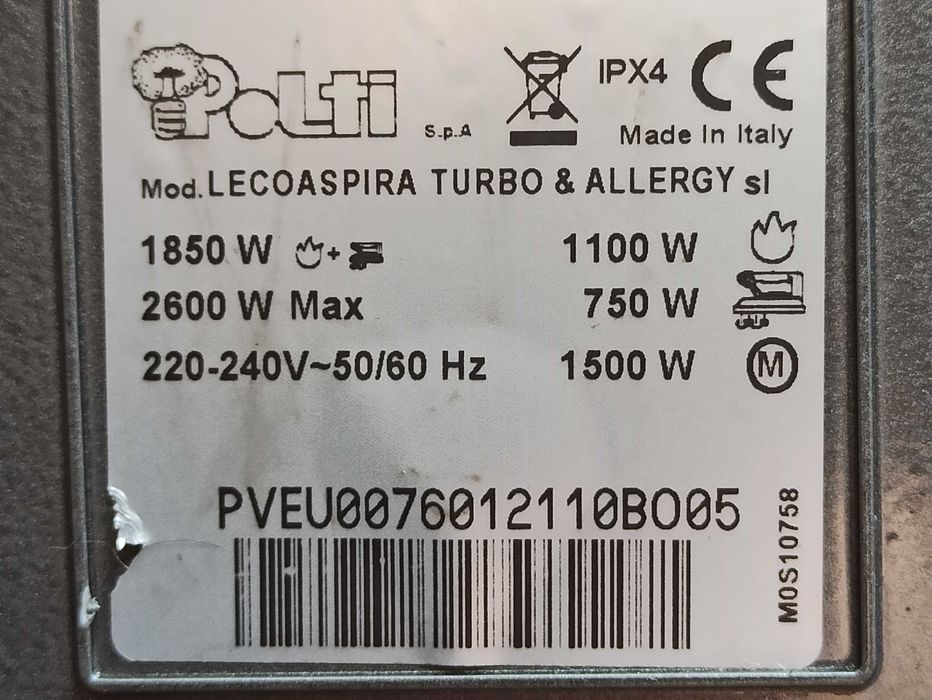 Polti S.p.A
IPX4 CE
Made In Italy
Mod. LECOASPIRA TURBO & ALLERGY sl
1850 W + 1100 W
2600 W Max 750 W
220-240V~50/60 Hz 1500 W M
PVEU0076012110BO05
M0S10758